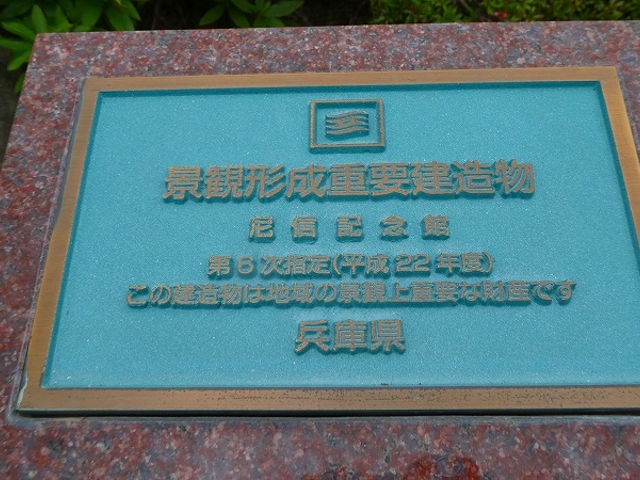 景観形成重要建造物
尼信記念館
第6次指定(平成22年度)
この建造物は地域の景観上重要な財産です
兵庫県